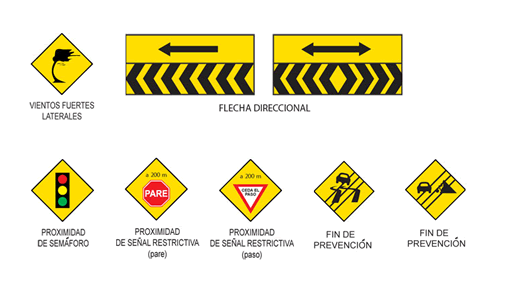 VIENTOS FUERTES
LATERALES
FLECHA DIRECCIONAL
PROXIMIDAD
DE SEMÁFORO
a 200 m
PARE
PROXIMIDAD
DE SEÑAL RESTRICTIVA
(pare)
a 200 m
CEDA EL
PASO
PROXIMIDAD
DE SEÑAL RESTRICTIVA
(paso)
FIN DE
PREVENCIÓN
FIN DE
PREVENCIÓN